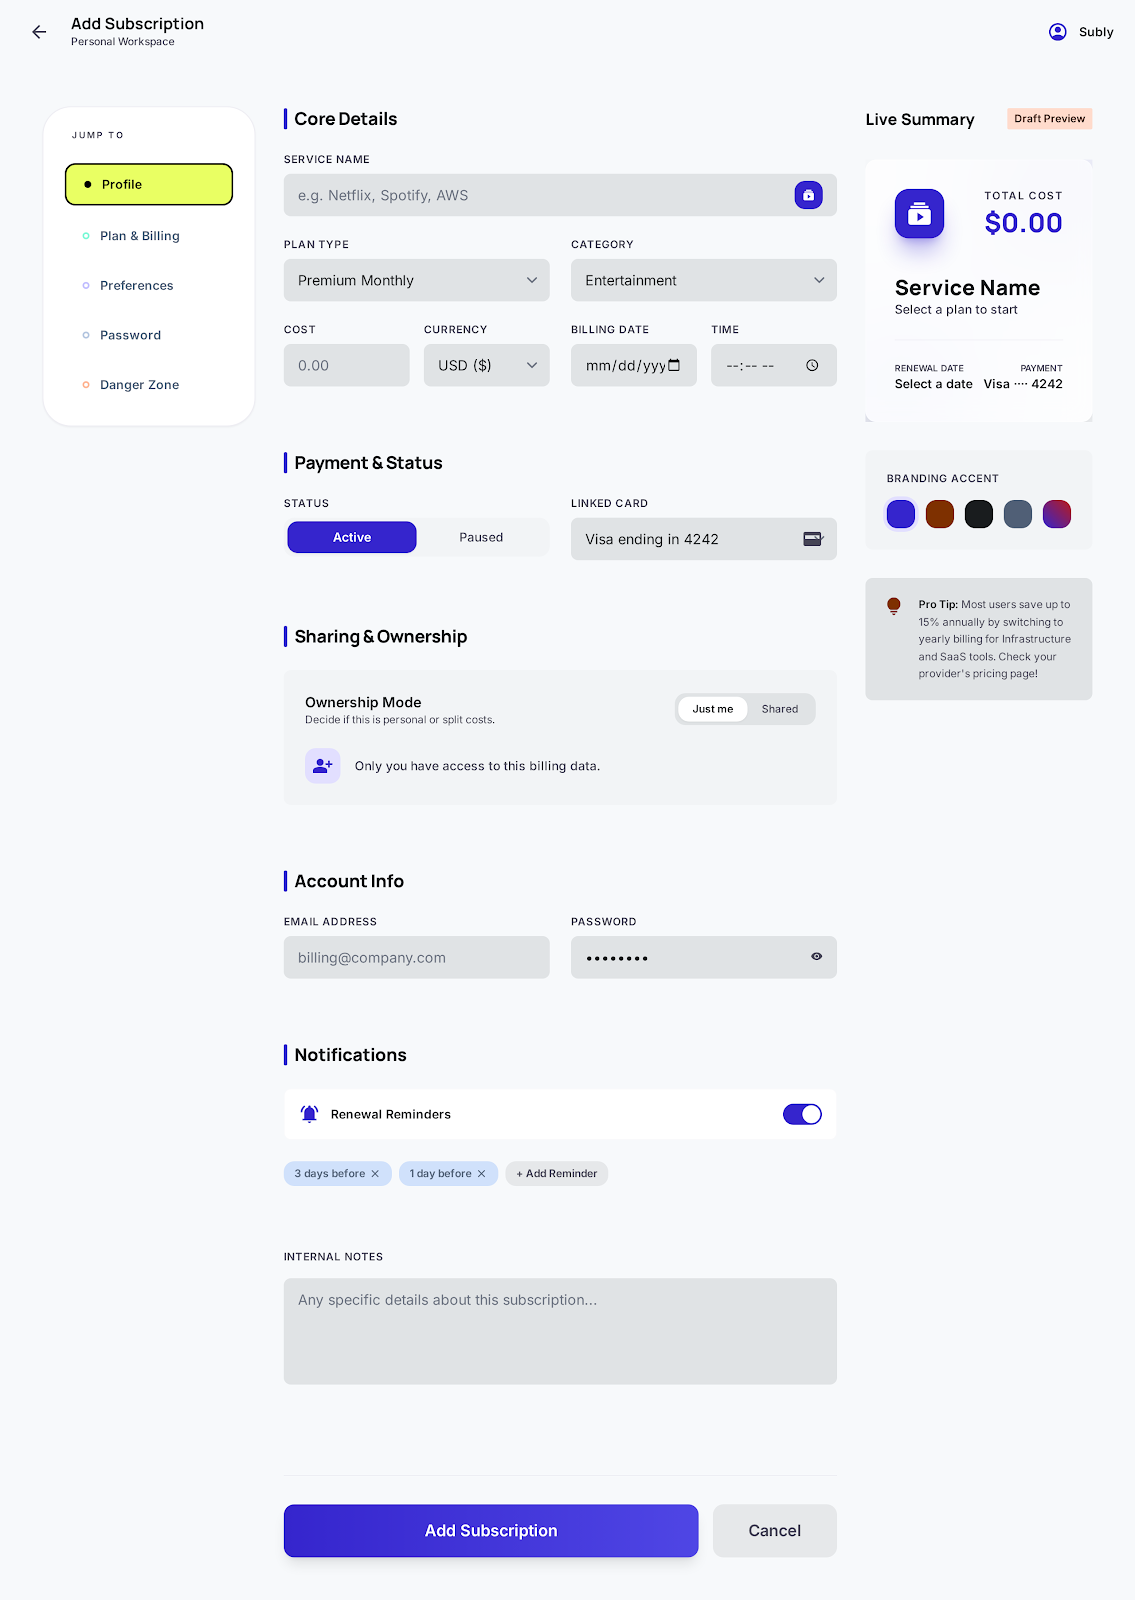 Add Subscription
Personal Workspace
Subly
JUMP TO
Profile
Plan & Billing
Preferences
Password
Danger Zone
Core Details
SERVICE NAME
e.g. Netflix, Spotify, AWS
PLAN TYPE
CATEGORY
Premium Monthly
Entertainment
COST
CURRENCY
BILLING DATE
TIME
0.00
USD ($)
mm/dd/yyy
--:-- --
Payment & Status
STATUS
LINKED CARD
Active
Paused
Visa ending in 4242
Sharing & Ownership
Ownership Mode
Decide if this is personal or split costs.
Just me
Shared
Only you have access to this billing data.
Account Info
EMAIL ADDRESS
PASSWORD
billing@company.com
••••••••
Notifications
Renewal Reminders
3 days before
1 day before
+ Add Reminder
INTERNAL NOTES
Any specific details about this subscription...
Add Subscription
Cancel
Live Summary
Draft Preview
TOTAL COST
$0.00
Service Name
Select a plan to start
RENEWAL DATE
PAYMENT
Select a date
Visa ···· 4242
BRANDING ACCENT
Pro Tip: Most users save up to
15% annually by switching to
yearly billing for Infrastructure
and SaaS tools. Check your
provider's pricing page!